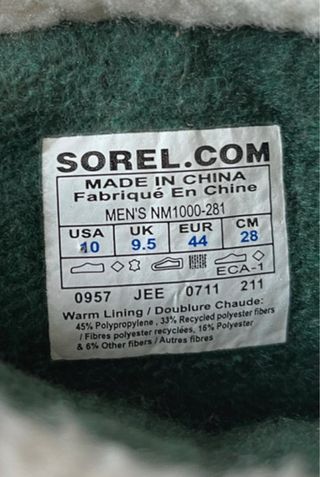 SOREL.COM
MADE IN CHINA
Fabriqué En Chine
MEN'S NM1000-281
USA UK EUR CM
10 9.5 44 28
ECA-1
0957 JEE 0711 211
Warm Lining / Doublure Chaude:
45% Polypropylene , 33% Recycled polyester fibers
/ Fibres polyester recyclées, 16% Polyester
& 6% Other fibers / Autres fibres